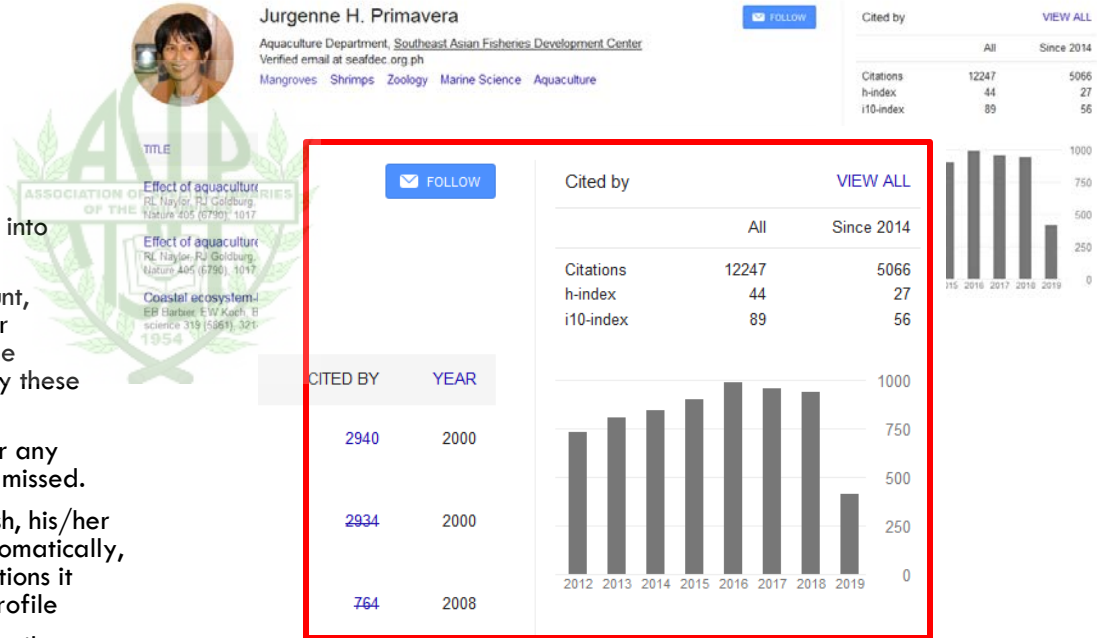 Jurgenne H. Primavera
FOLLOW
Aquaculture Department, Southeast Asian Fisheries Development Center
Verified email at seafdec.org.ph
Mangroves Shrimps Zoology Marine Science Aquaculture
Cited by VIEW ALL
All Since 2014
Citations 12247 5066
h-index 44 27
i10-index 89 56
1000
750
500
250
0
2016 2017 2018 2019
TITLE
Effect of aquaculture
RL Naylor, RJ Goldburg,
Nature 405 (6790), 1017
Effect of aquaculture
RL Naylor, RJ Goldburg,
Nature 405 (6790), 1017
Coastal ecosystem-
EB Barbier, EW Koch, B
science 319 (5861), 321
1954
into
nt,
r
e
y these
r any
missed.
sh, his/her
omatically,
tions it
rofile
FOLLOW
CITED BY YEAR
2940 2000
2934 2000
764 2008
Cited by VIEW ALL
All Since 2014
Citations 12247 5066
h-index 44 27
i10-index 89 56
1000
750
500
250
0
2012 2013 2014 2015 2016 2017 2018 2019